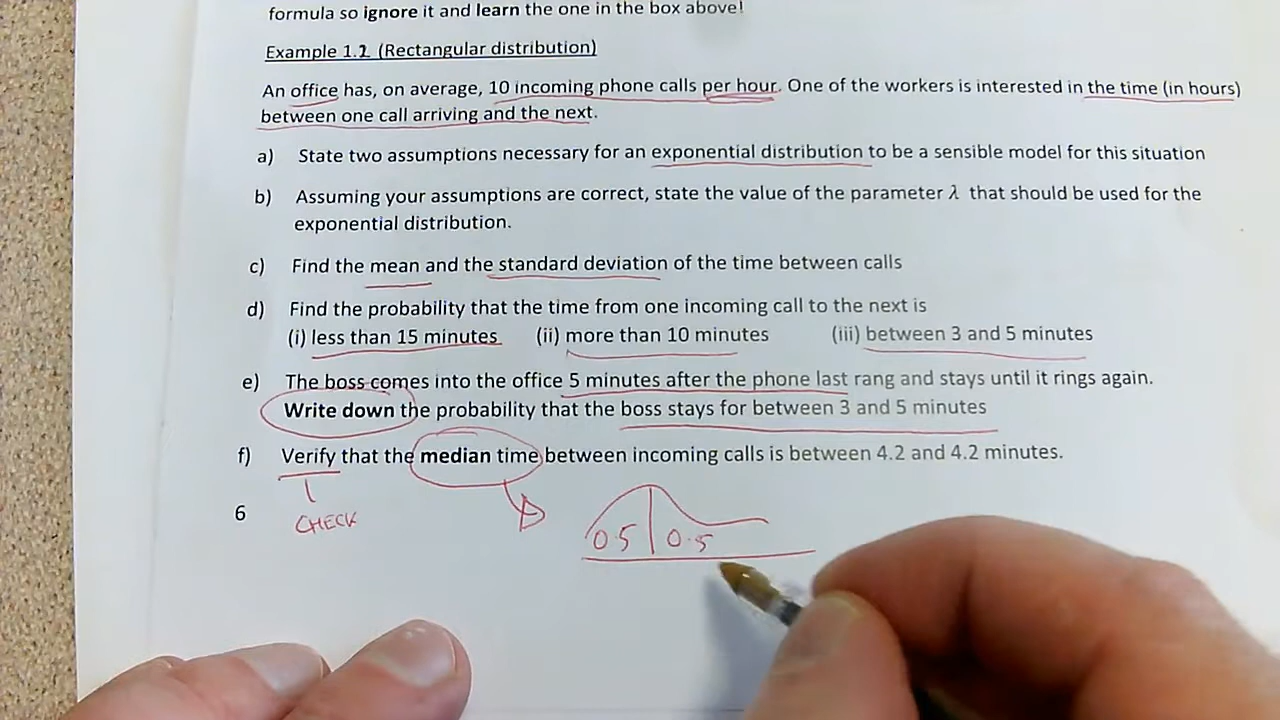 formula so ignore it and learn the one in the box above!
Example 1.2 (Rectangular distribution)
An office has, on average, 10 incoming phone calls per hour. One of the workers is interested in the time (in hours)
between one call arriving and the next.
a) State two assumptions necessary for an exponential distribution to be a sensible model for this situation
b) Assuming your assumptions are correct, state the value of the parameter λ that should be used for the
exponential distribution.
c) Find the mean and the standard deviation of the time between calls
d) Find the probability that the time from one incoming call to the next is
(i) less than 15 minutes (ii) more than 10 minutes (iii) between 3 and 5 minutes
e) The boss comes into the office 5 minutes after the phone last rang and stays until it rings again.
Write down the probability that the boss stays for between 3 and 5 minutes
f) Verify that the median time between incoming calls is between 4.2 and 4.2 minutes.
6
CHECK
0.5 0.5